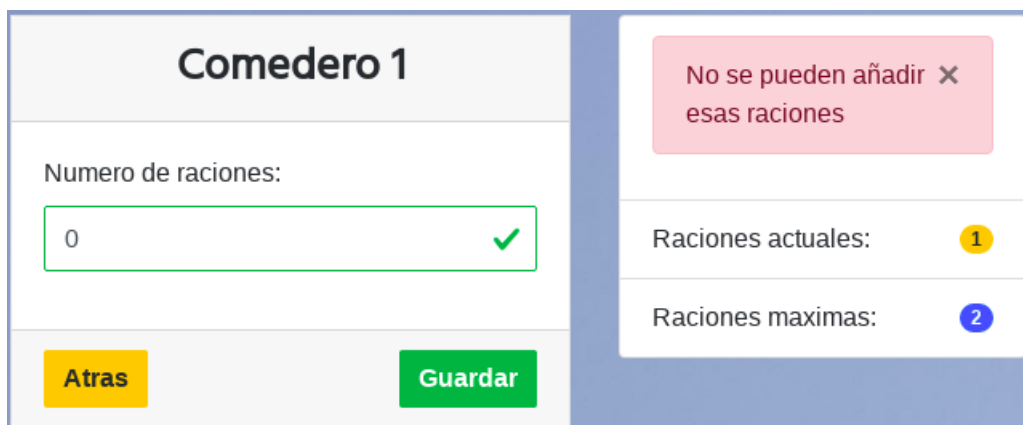 Comedero 1
Numero de raciones:
0
Atras
Guardar
No se pueden añadir
esas raciones
Raciones actuales: 1
Raciones maximas: 2